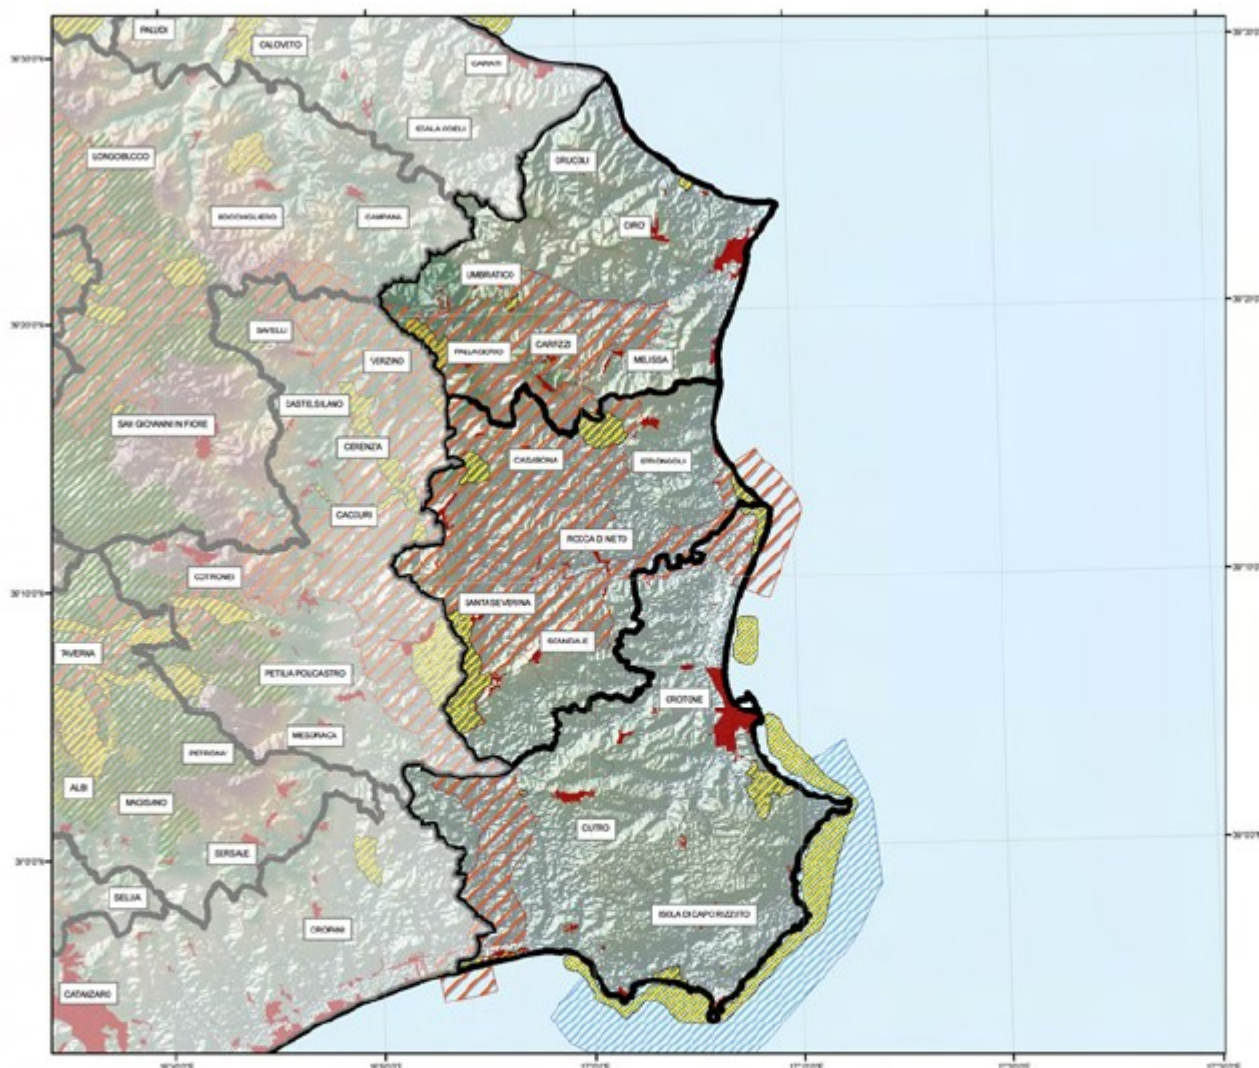 PALUDI
CALOVETO
CARIATI
SCALA COELI
LONGOBUCCO
CRUCOLI
BOCCHIGLIERO
CAMPANA
CIRO'
UMBRIATICO
SAVELLI
VERZINO
PALLAGORIO
CARFIZZI
MELISSA
CASTELSILANO
SAN GIOVANNI IN FIORE
CERENZIA
CASABONA
STRONGOLI
CACCURI
ROCCA DI NETO
COTRONEI
SANTA SEVERINA
SCANDALE
TAVERNA
PETILIA POLICASTRO
CROTONE
MESORACA
PETRONA'
ALBI
MAGISANO
CUTRO
SERSALE
SELLIA
ISOLA DI CAPO RIZZUTO
CROPANI
CATANZARO